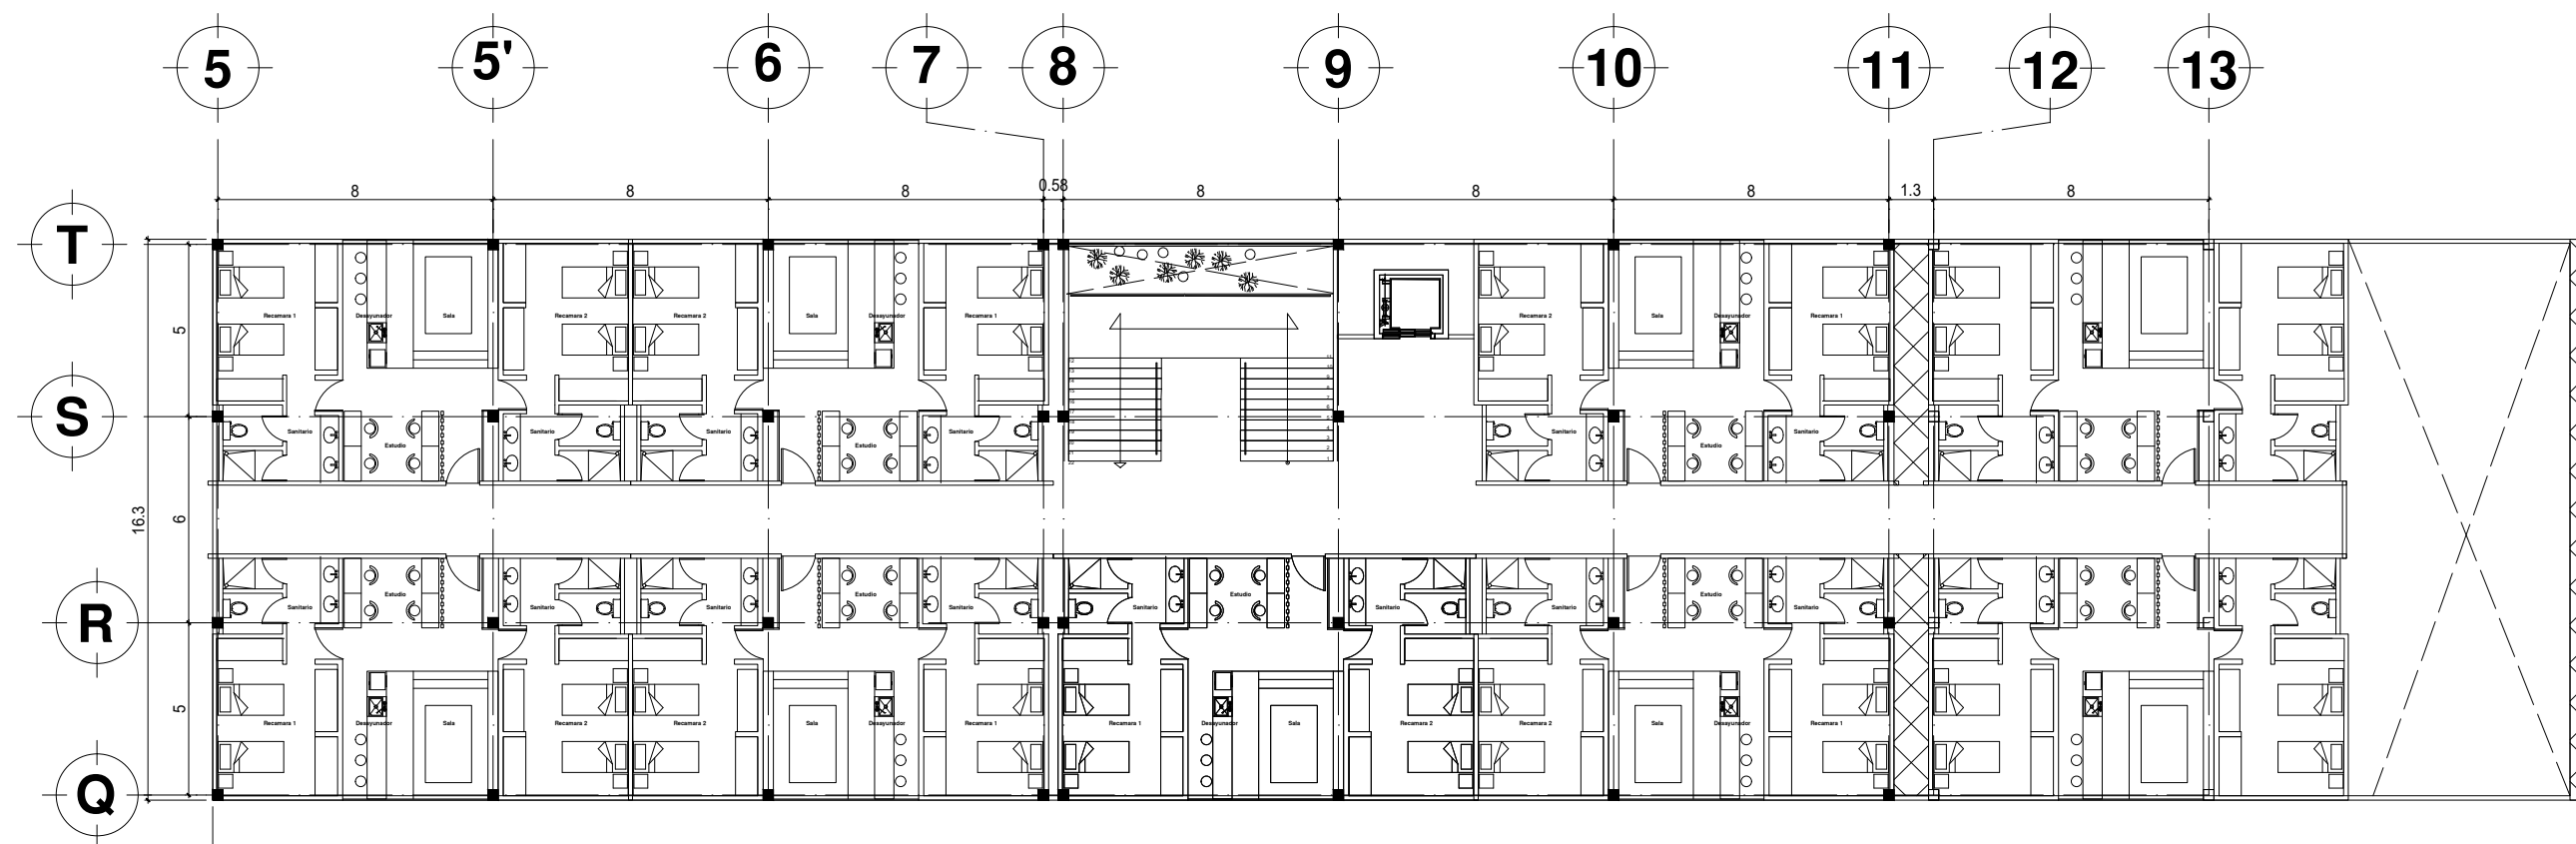 5 5' 6 7 8 9 10 11 12 13
8 8 8 0.58 8 8 8 1.3 8
T
Recamara 1 Desayunador Sala Recamara 2 Recamara 2 Sala Desayunador Recamara 1 Recamara 2 Sala Desayunador Recamara 1
5
S
Sanitario Estudio Sanitario Sanitario Estudio Sanitario Sanitario Estudio Sanitario
16.3
6
Sanitario Estudio Sanitario Sanitario Estudio Sanitario Sanitario Estudio Sanitario Sanitario Estudio Sanitario
R
5
Recamara 1 Desayunador Sala Recamara 2 Recamara 2 Sala Desayunador Recamara 1 Recamara 1 Desayunador Sala Recamara 2 Recamara 2 Sala Desayunador Recamara 1
Q